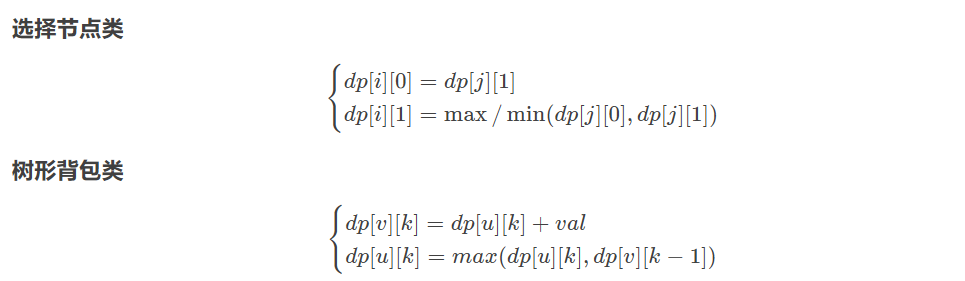 选择节点类
dp[i][0] = dp[j][1]
dp[i][1] = max / min(dp[j][0], dp[j][1])
树形背包类
dp[v][k] = dp[u][k] + val
dp[u][k] = max(dp[u][k], dp[v][k − 1])